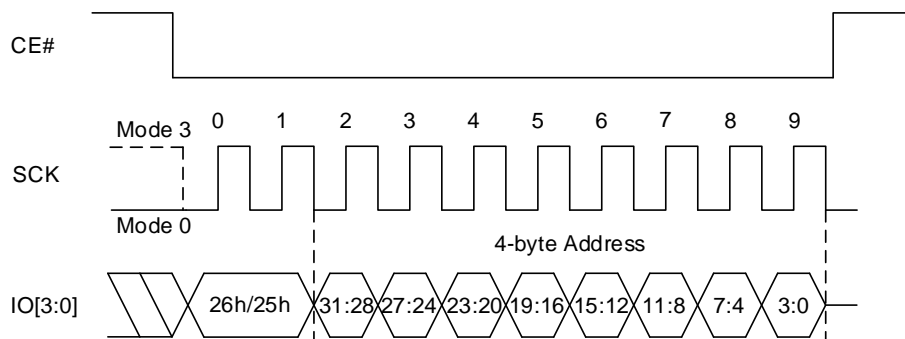 CE#
Mode 3
0 1 2 3 4 5 6 7 8 9
SCK
Mode 0
4-byte Address
IO[3:0]
26h/25h 31:28 27:24 23:20 19:16 15:12 11:8 7:4 3:0